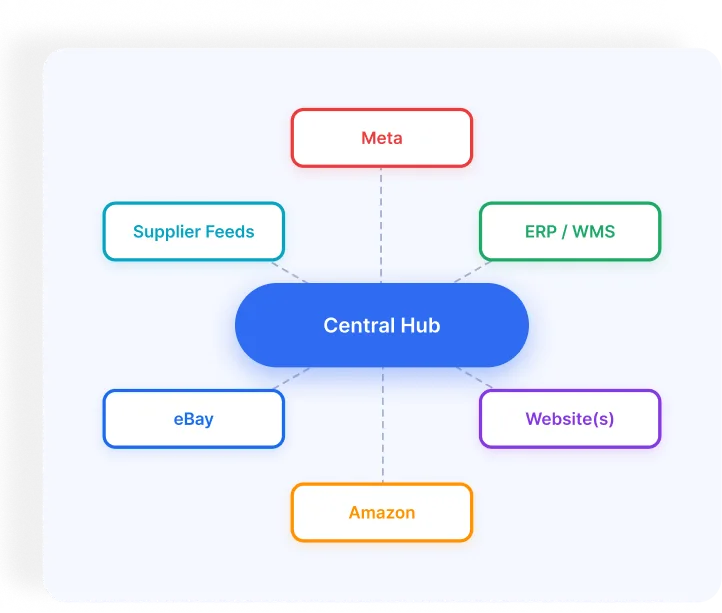 Meta
Supplier Feeds
ERP / WMS
Central Hub
eBay
Website(s)
Amazon